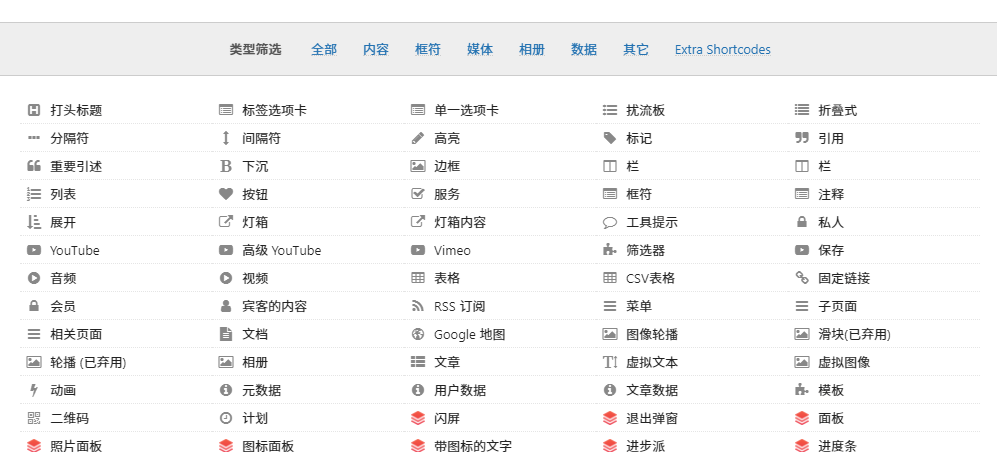 类型筛选 全部 内容 框符 媒体 相册 数据 其它 Extra Shortcodes
打头标题 标签选项卡 单一选项卡 扰流板 折叠式
分隔符 间隔符 高亮 标记 引用
重要引述 下沉 边框 栏 栏
列表 按钮 服务 框符 注释
展开 灯箱 灯箱内容 工具提示 私人
YouTube 高级 YouTube Vimeo 筛选器 保存
音频 视频 表格 CSV表格 固定链接
会员 宾客的内容 RSS 订阅 菜单 子页面
相关页面 文档 Google 地图 图像轮播 滑块(已弃用)
轮播 (已弃用) 相册 文章 虚拟文本 虚拟图像
动画 元数据 用户数据 文章数据 模板
二维码 计划 闪屏 退出弹窗 面板
照片面板 图标面板 带图标的文字 进步派 进度条